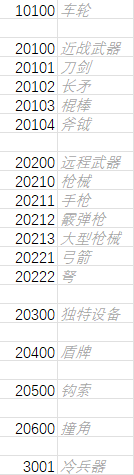 10100 车轮
20100 近战武器
20101 刀剑
20102 长矛
20103 棍棒
20104 斧钺
20200 远程武器
20210 枪械
20211 手枪
20212 霰弹枪
20213 大型枪械
20221 弓箭
20222 弩
20300 独特设备
20400 盾牌
20500 钩索
20600 撞角
3001 冷兵器